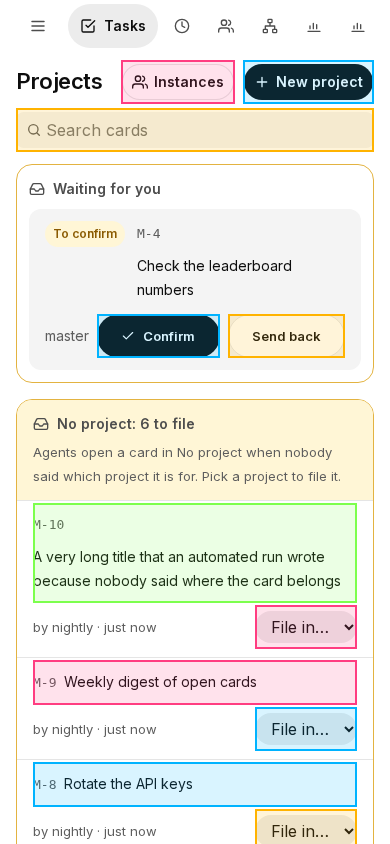 Tasks
Projects
Instances
New project
Search cards
Waiting for you
To confirm
M-4
Check the leaderboard
numbers
master
Confirm
Send back
No project: 6 to file
Agents open a card in No project when nobody
said which project it is for. Pick a project to file it.
M-10
A very long title that an automated run wrote
because nobody said where the card belongs
by nightly · just now
File in…
M-9 Weekly digest of open cards
by nightly · just now
File in…
M-8 Rotate the API keys
by nightly · just now
File in…